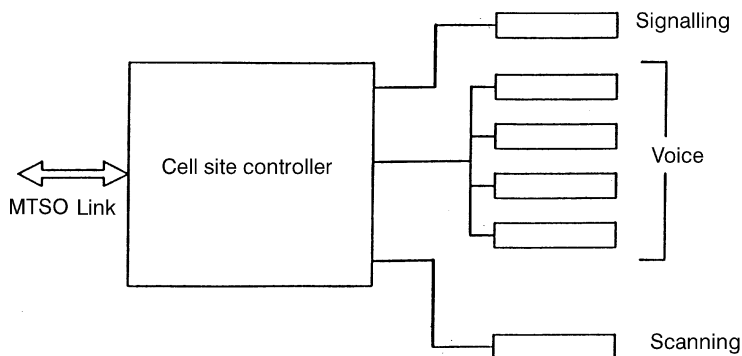 Signalling
Cell site controller
Voice
MTSO Link
Scanning